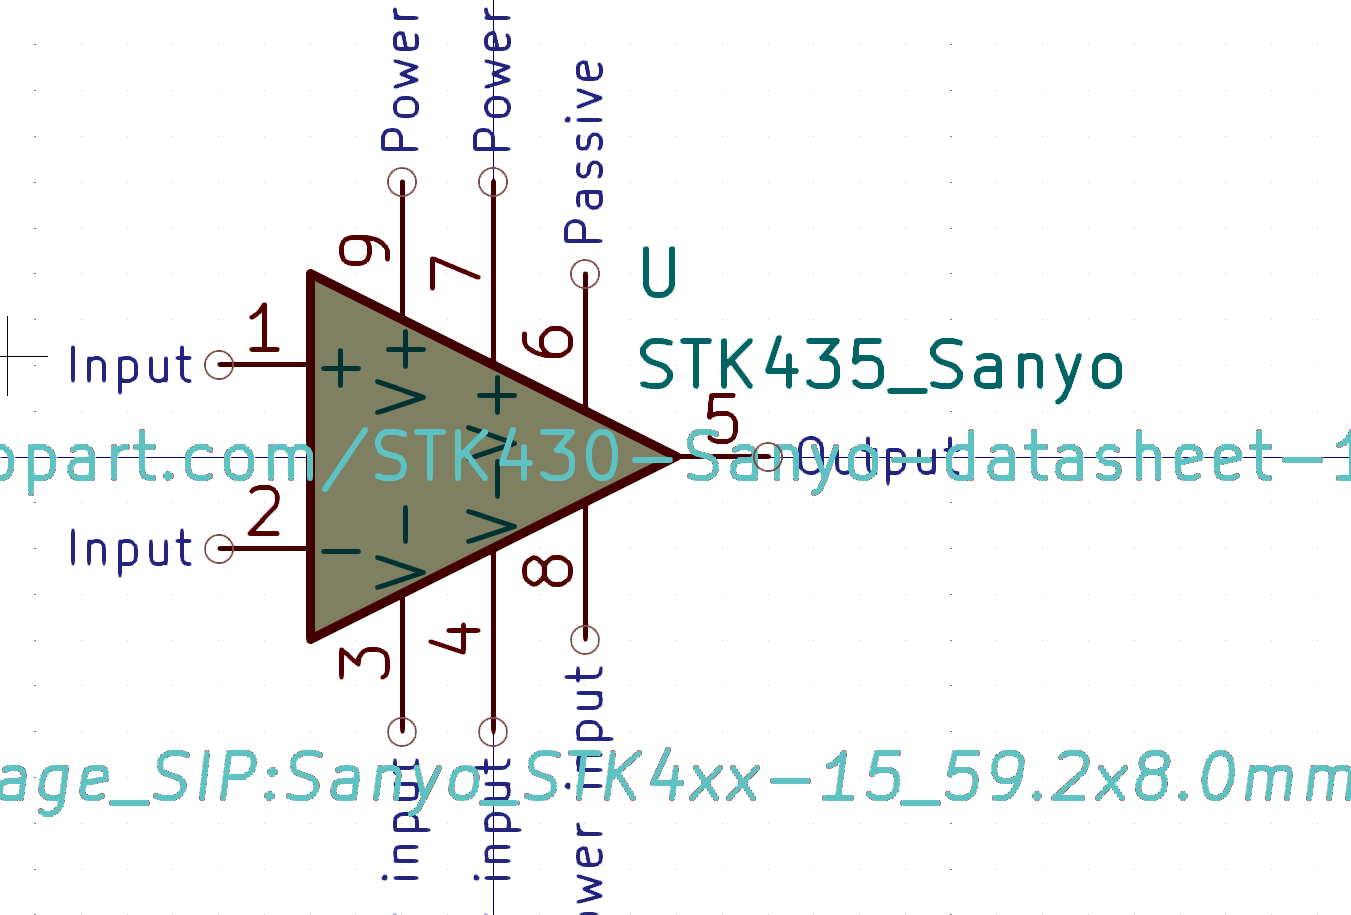 Power
Power
Passive
9
7
U
6
1
STK435_Sanyo
Input
+
V+
V+
5
opart.com/STK430-Sanyo-datasheet-1
Output
2
V-
V-
Input
-
8
3
4
input
input
ower input
age_SIP:Sanyo_STK4xx-15_59.2x8.0mm